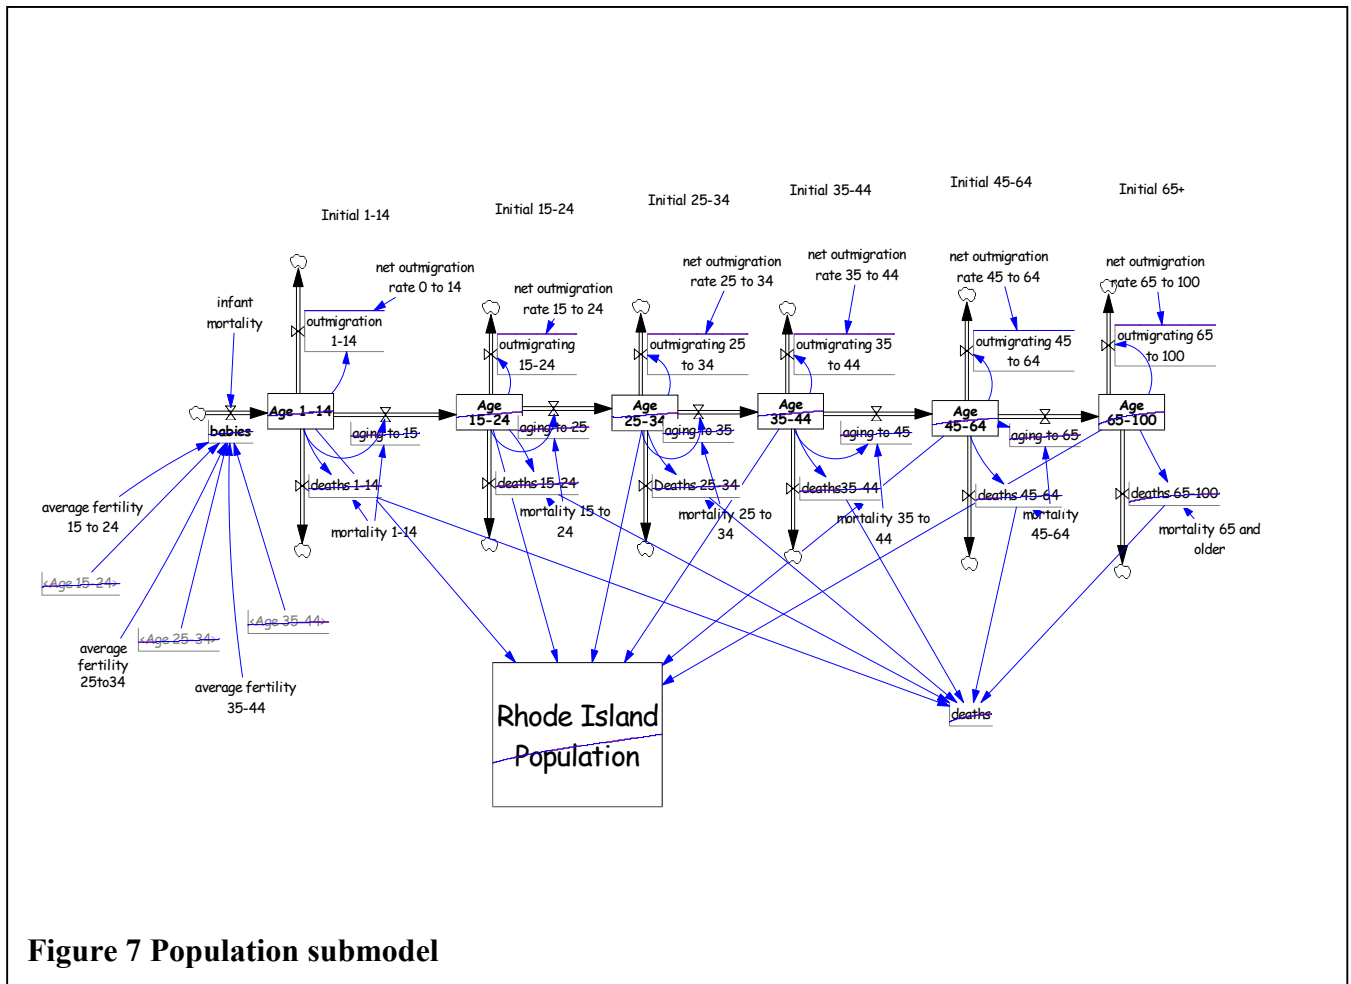 Initial 1-14
Initial 15-24
Initial 25-34
Initial 35-44
Initial 45-64
Initial 65+
net outmigration
rate 0 to 14
net outmigration
rate 15 to 24
net outmigration
rate 25 to 34
net outmigration
rate 35 to 44
net outmigration
rate 45 to 64
net outmigration
rate 65 to 100
infant
mortality
outmigration
1-14
outmigrating
15-24
outmigrating 25
to 34
outmigrating 35
to 44
outmigrating 45
to 64
outmigrating 65
to 100
Age 1-14
Age
15-24
Age
25-34
Age
35-44
Age
45-64
Age
65-100
babies
aging to 15
aging to 25
aging to 35
aging to 45
aging to 65
deaths 1-14
deaths 15-24
Deaths 25-34
deaths35-44
deaths 45-64
deaths 65-100
average fertility
15 to 24
mortality 1-14
mortality 15 to
24
mortality 25 to
34
mortality 35 to
44
mortality
45-64
mortality 65 and
older
<Age 15-24>
<Age 25-34>
<Age 35-44>
average
fertility
25to34
average fertility
35-44
Rhode Island
Population
deaths
Figure 7 Population submodel